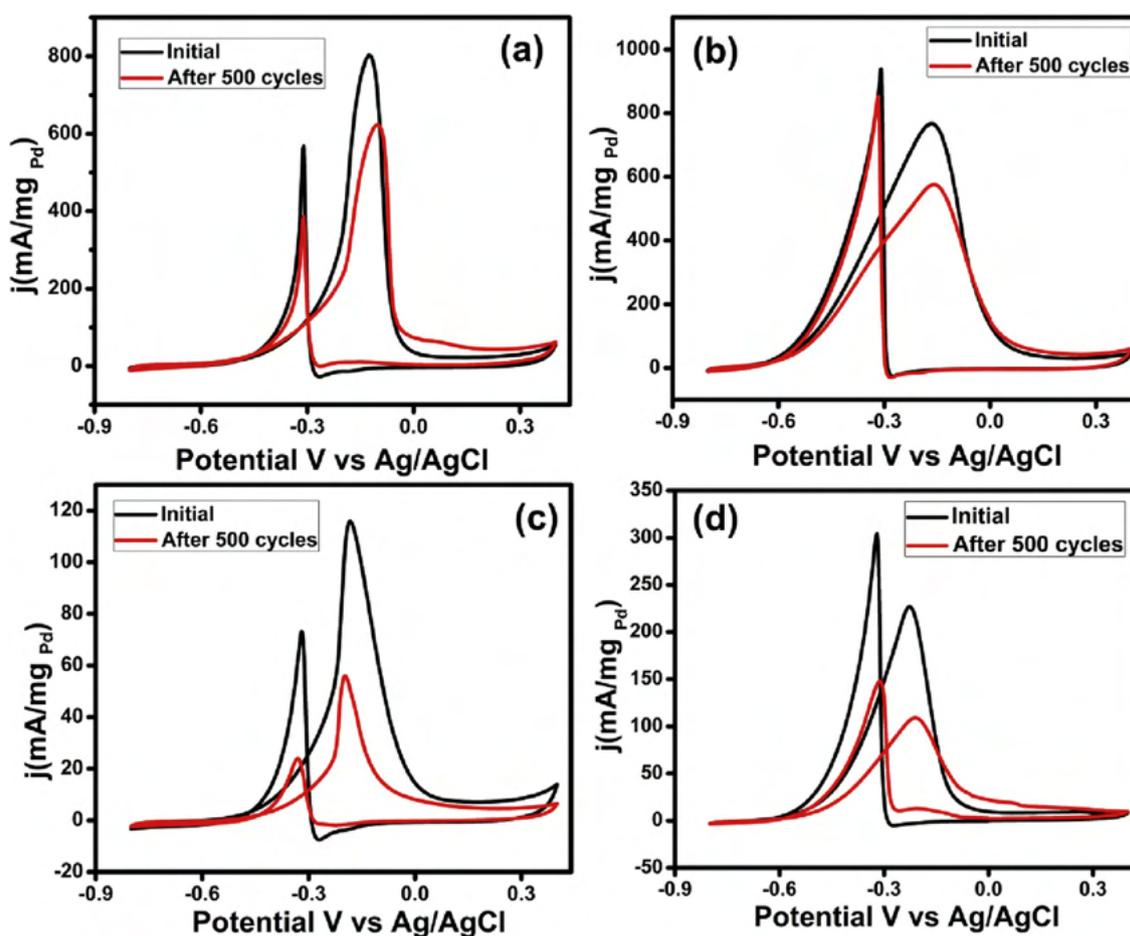 (a)
Initial
After 500 cycles
800
600
400
200
0
j(mA/mg Pd)
-0.9 -0.6 -0.3 0.0 0.3
Potential V vs Ag/AgCl
(b)
Initial
After 500 cycles
1000
800
600
400
200
0
j(mA/mg Pd)
-0.9 -0.6 -0.3 0.0 0.3
Potential V vs Ag/AgCl
(c)
Initial
After 500 cycles
120
100
80
60
40
20
0
-20
j(mA/mg Pd)
-0.9 -0.6 -0.3 0.0 0.3
Potential V vs Ag/AgCl
(d)
Initial
After 500 cycles
350
300
250
200
150
100
50
0
-50
j(mA/mg Pd)
-0.9 -0.6 -0.3 0.0 0.3
Potential V vs Ag/AgCl